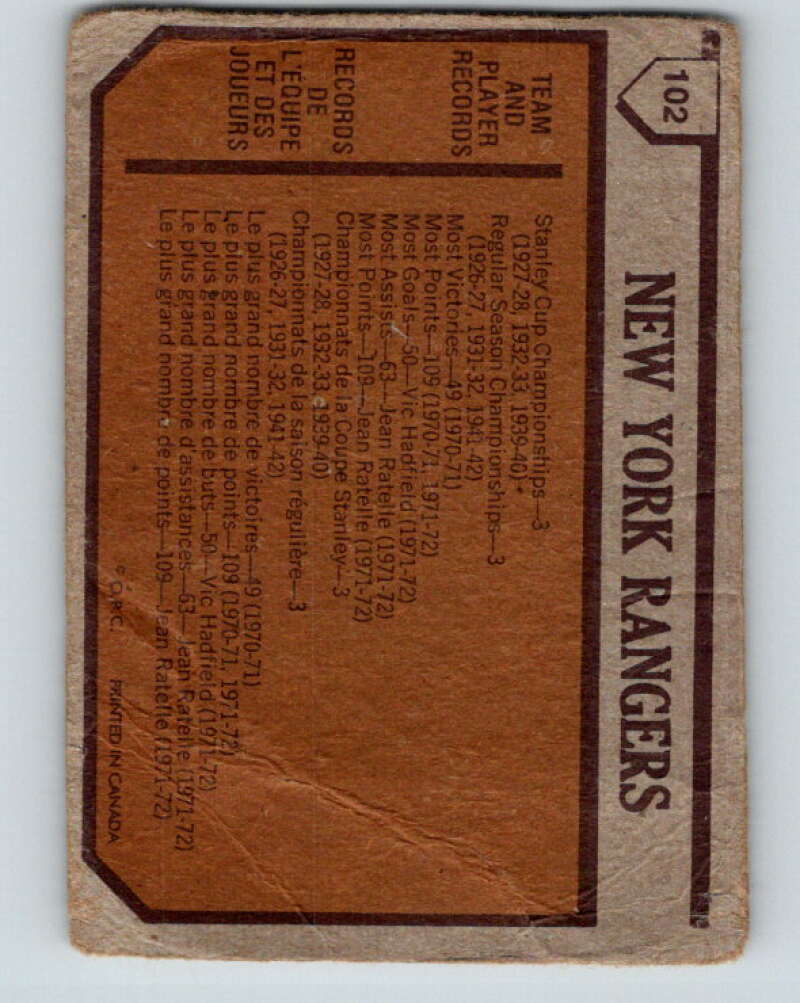 102
NEW YORK RANGERS
TEAM
AND
PLAYER
RECORDS
RECORDS
DE
L'ÉQUIPE
ET DES
JOUEURS
Stanley Cup Championships—3
(1927-28, 1932-33, 1939-40)
Regular Season Championships—3
(1926-27, 1931-32, 1941-42)
Most Victories—49 (1970-71)
Most Points—109 (1970-71, 1971-72)
Most Goals—50—Vic Hadfield (1971-72)
Most Assists—63—Jean Ratelle (1971-72)
Most Points—109—Jean Ratelle (1971-72)
Championnats de la Coupe Stanley—3
(1927-28, 1932-33, 1939-40)
Championnats de la saison régulière—3
(1926-27, 1931-32, 1941-42)
Le plus grand nombre de victoires—49 (1970-71)
Le plus grand nombre de points—109 (1970-71, 1971-72)
Le plus grand nombre de buts—50—Vic Hadfield (1971-72)
Le plus grand nombre d'assistances—63—Jean Ratelle (1971-72)
Le plus grand nombre de points—109—Jean Ratelle (1971-72)
© O.P.C. PRINTED IN CANADA